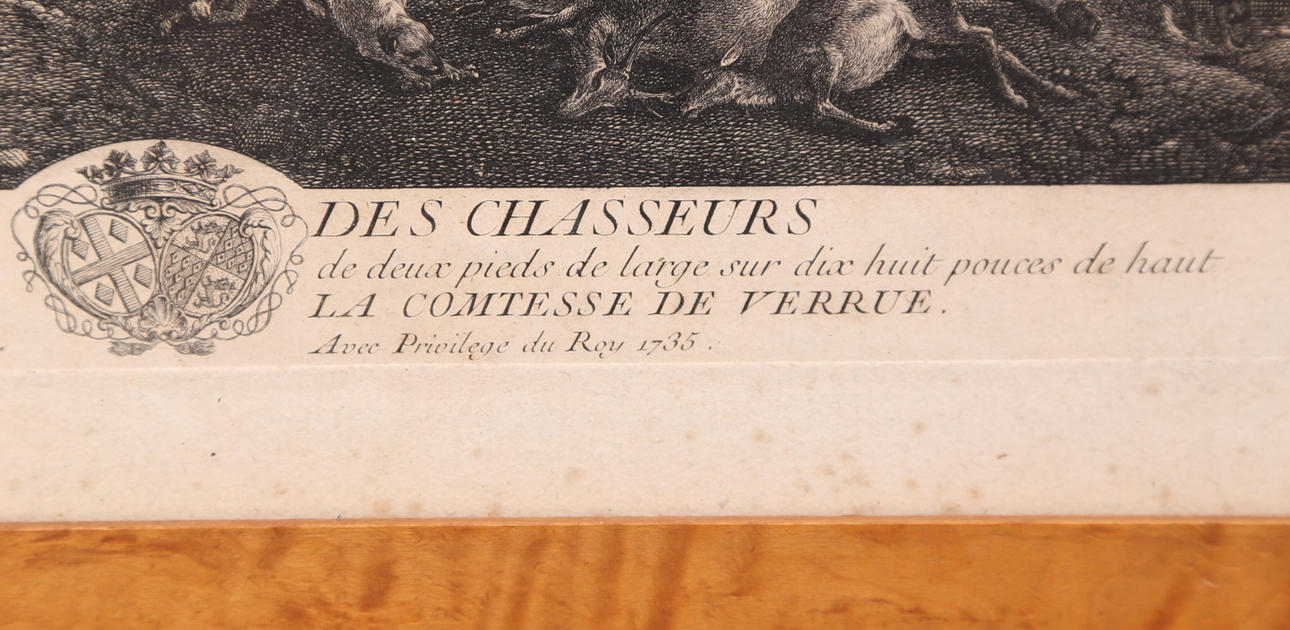 DES CHASSEURS
de deux pieds de large sur dix huit pouces de haut
LA COMTESSE DE VERRUE.
Avec Privilege du Roy 1735.